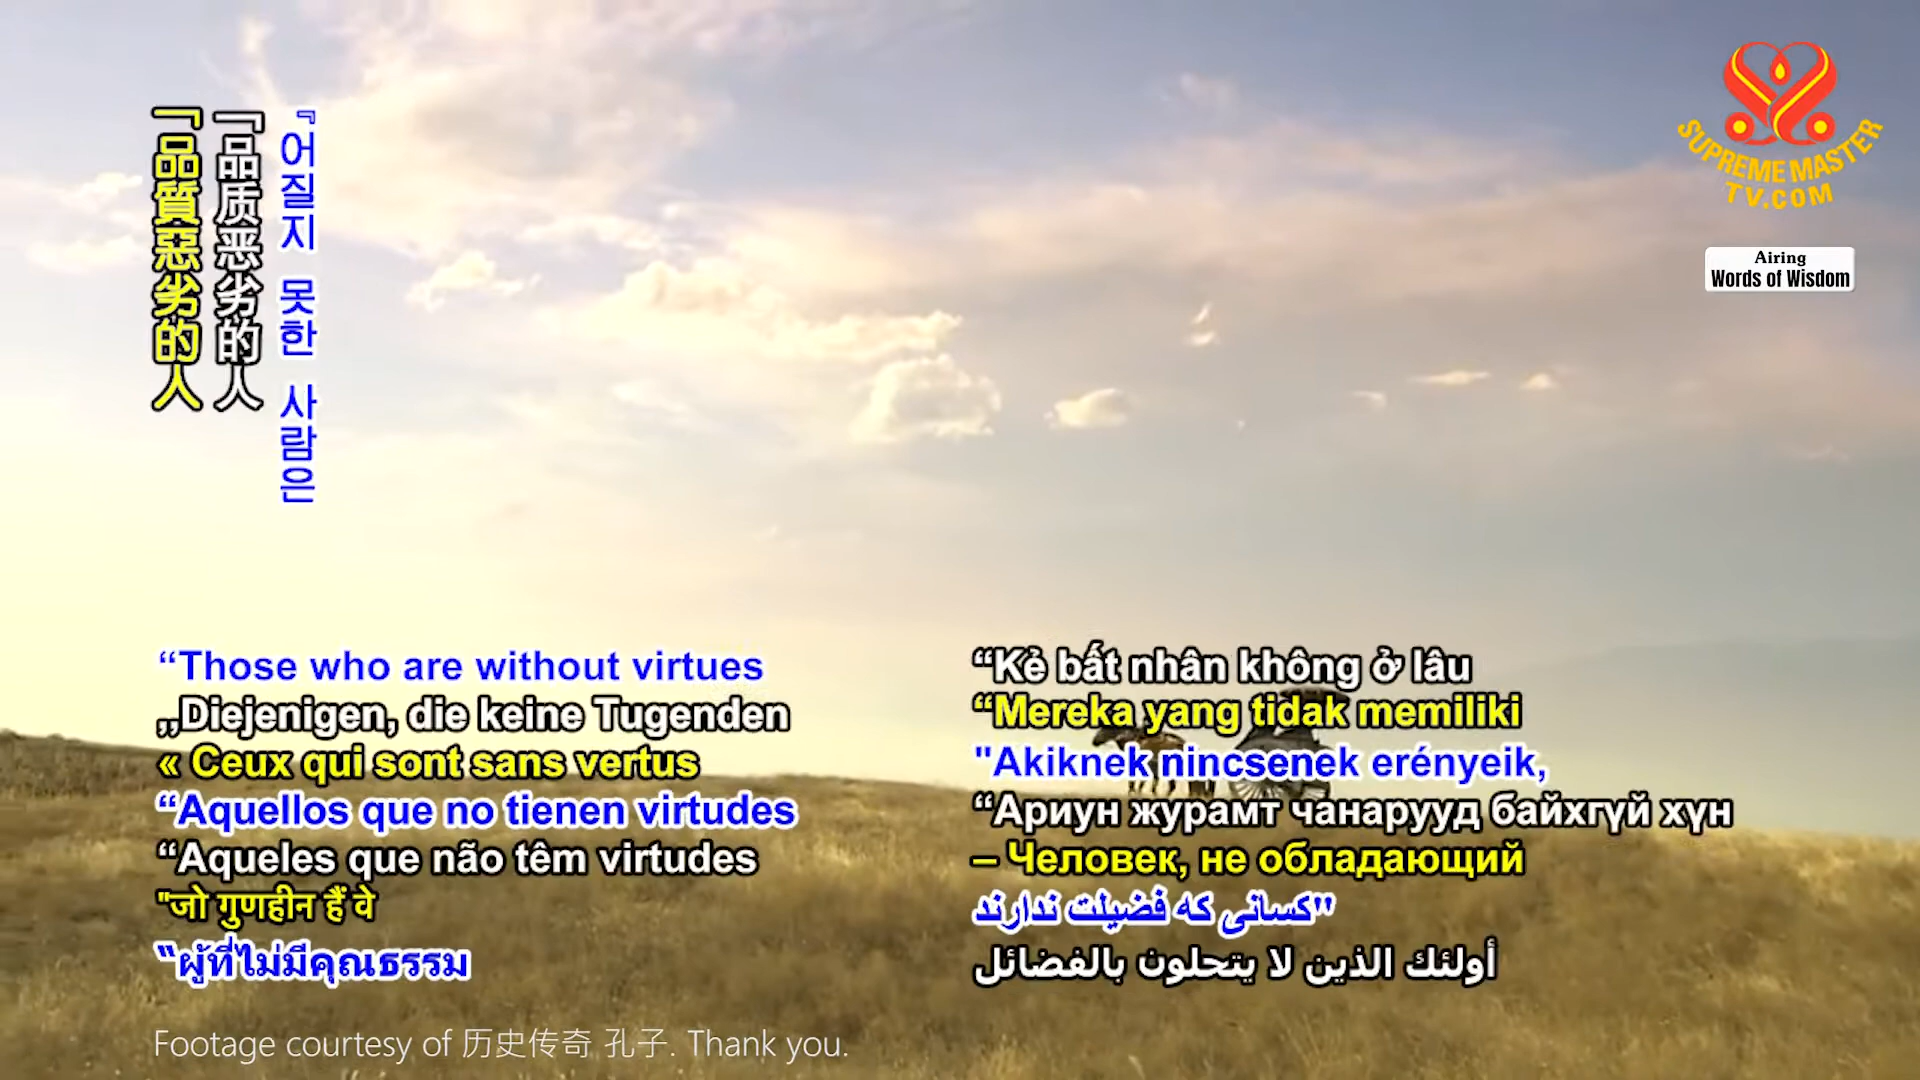 「品質惡劣的人
「品质恶劣的人
『어질지 못한 사람은
SUPREME MASTER
TV.COM
Airing
Words of Wisdom
“Those who are without virtues
„Diejenigen, die keine Tugenden
« Ceux qui sont sans vertus
“Aquellos que no tienen virtudes
“Aqueles que não têm virtudes
"जो गुणहीन हैं वे
“ผู้ที่ไม่มีคุณธรรม
“Kẻ bất nhân không ở lâu
“Mereka yang tidak memiliki
"Akiknek nincsenek erényeik,
“Ариун журамт чанарууд байхгүй хүн
– Человек, не обладающий
"کسانی که فضیلت ندارند
أولئك الذين لا يتحلون بالفضائل
Footage courtesy of 历史传奇 孔子. Thank you.